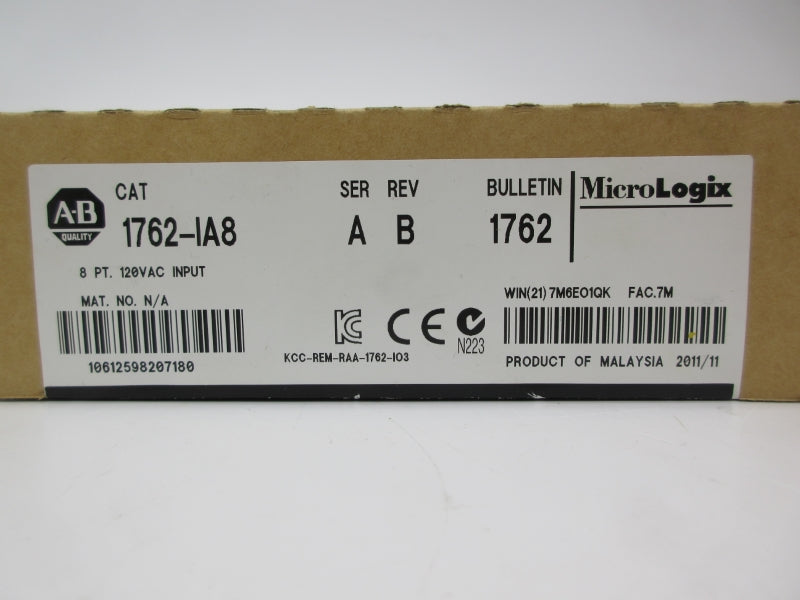 A-B
QUALITY
CAT
1762-IA8
SER REV
A B
BULLETIN
1762
MicroLogix
8 PT. 120VAC INPUT
MAT. NO. N/A
10612598207180
KCC-REM-RAA-1762-IO3
CE
N223
WIN(21)7M6E01QK FAC.7M
PRODUCT OF MALAYSIA 2011/11